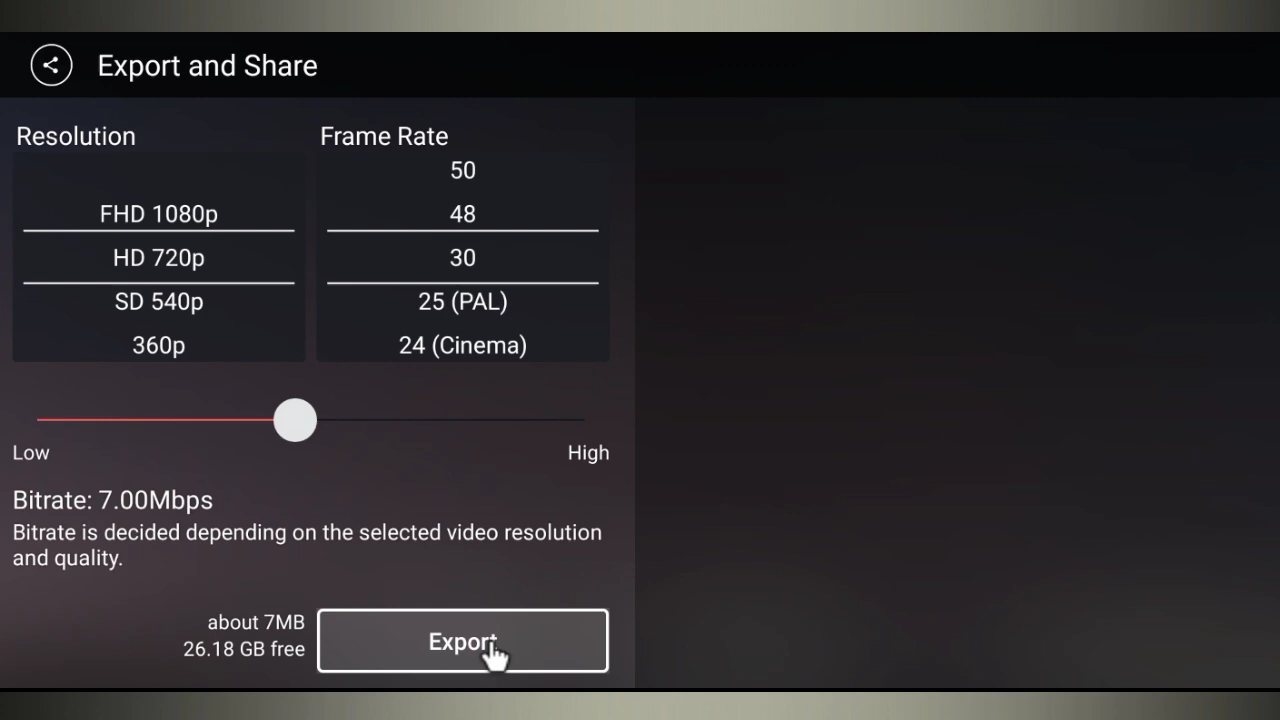 Export and Share
Resolution
FHD 1080p
HD 720p
SD 540p
360p
Frame Rate
50
48
30
25 (PAL)
24 (Cinema)
Low
High
Bitrate: 7.00Mbps
Bitrate is decided depending on the selected video resolution
and quality.
about 7MB
26.18 GB free
Export